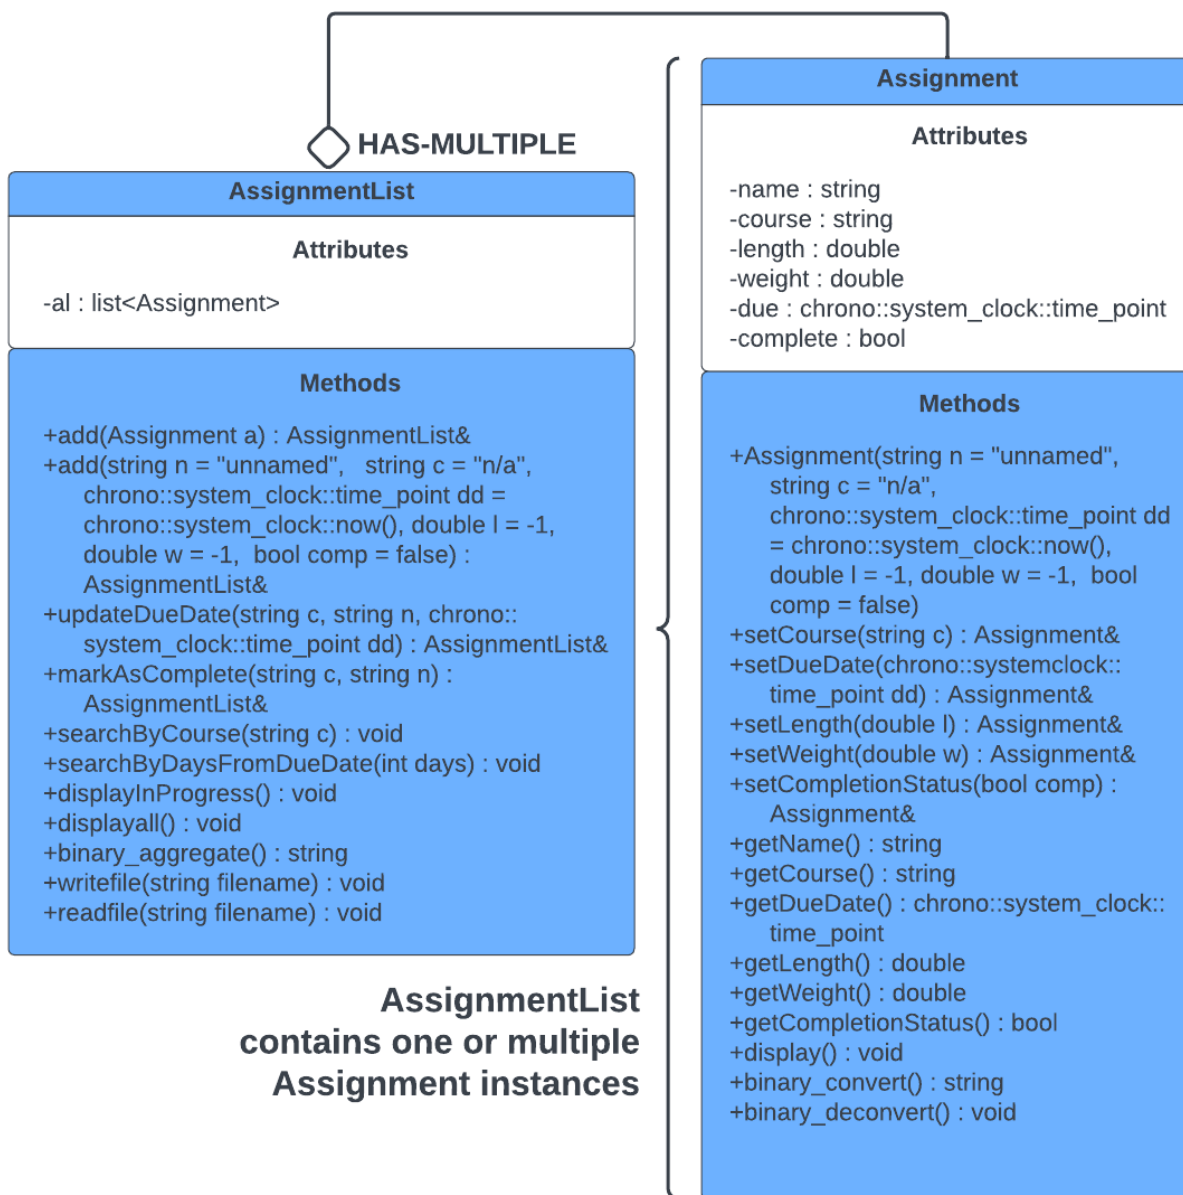 HAS-MULTIPLE
AssignmentList
Attributes
-al : list<Assignment>
Methods
+add(Assignment a) : AssignmentList&
+add(string n = "unnamed",   string c = "n/a",
chrono::system_clock::time_point dd =
chrono::system_clock::now(), double l = -1,
double w = -1,  bool comp = false) :
AssignmentList&
+updateDueDate(string c, string n, chrono::
system_clock::time_point dd) : AssignmentList&
+markAsComplete(string c, string n) :
AssignmentList&
+searchByCourse(string c) : void
+searchByDaysFromDueDate(int days) : void
+displayInProgress() : void
+displayall() : void
+binary_aggregate() : string
+writefile(string filename) : void
+readfile(string filename) : void
AssignmentList
contains one or multiple
Assignment instances
Assignment
Attributes
-name : string
-course : string
-length : double
-weight : double
-due : chrono::system_clock::time_point
-complete : bool
Methods
+Assignment(string n = "unnamed",
string c = "n/a",
chrono::system_clock::time_point dd
= chrono::system_clock::now(),
double l = -1, double w = -1,  bool
comp = false)
+setCourse(string c) : Assignment&
+setDueDate(chrono::systemclock::
time_point dd) : Assignment&
+setLength(double l) : Assignment&
+setWeight(double w) : Assignment&
+setCompletionStatus(bool comp) :
Assignment&
+getName() : string
+getCourse() : string
+getDueDate() : chrono::system_clock::
time_point
+getLength() : double
+getWeight() : double
+getCompletionStatus() : bool
+display() : void
+binary_convert() : string
+binary_deconvert() : void